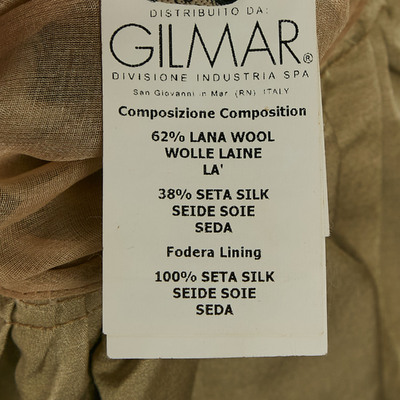 DISTRIBUITO DA:
GILMAR®
DIVISIONE INDUSTRIA SPA
San Giovanni in Mar. (RN) ITALY
Composizione Composition
62% LANA WOOL
WOLLE LAINE
LA'
38% SETA SILK
SEIDE SOIE
SEDA
Fodera Lining
100% SETA SILK
SEIDE SOIE
SEDA